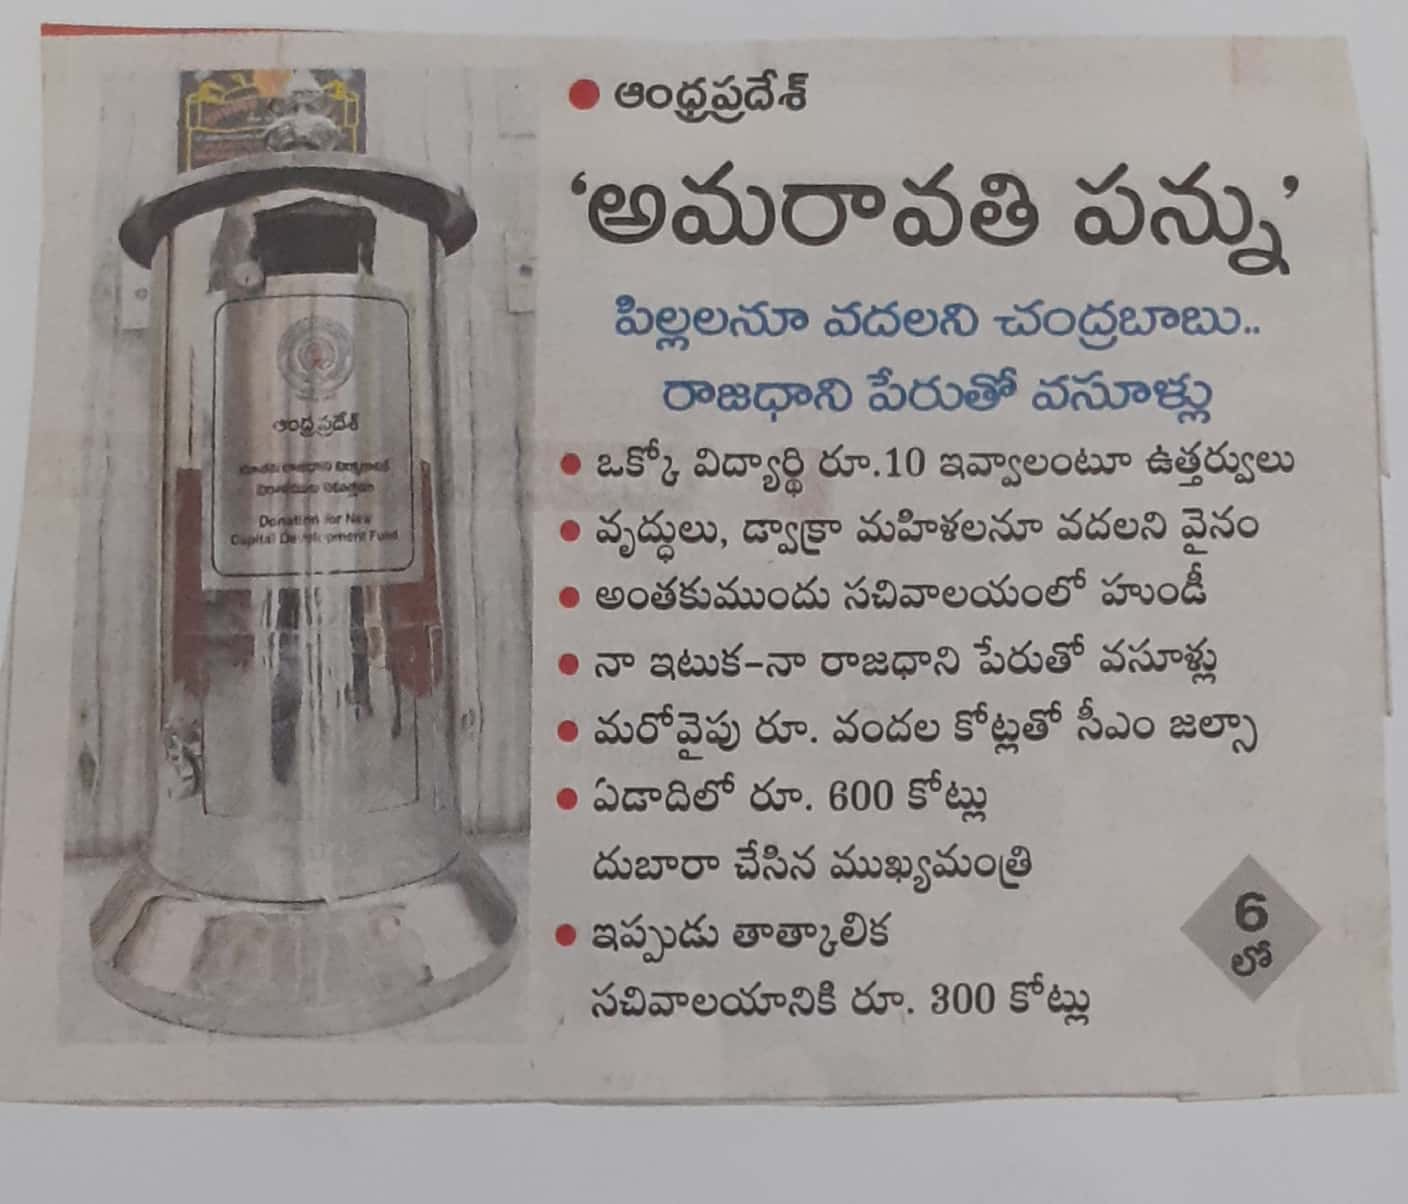 ఆంధ్రప్రదేశ్
‘అమరావతి పన్ను’
పిల్లలనూ వదలని చంద్రబాబు..
రాజధాని పేరుతో వసూళ్లు
ఒక్కో విద్యార్థి రూ.10 ఇవ్వాలంటూ ఉత్తర్వులు
వృద్ధులు, డ్వాక్రా మహిళలనూ వదలని వైనం
అంతకుముందు సచివాలయంలో హుండీ
నా ఇటుక-నా రాజధాని పేరుతో వసూళ్లు
మరోవైపు రూ. వందల కోట్లతో సీఎం జల్సా
ఏడాదిలో రూ. 600 కోట్లు
దుబారా చేసిన ముఖ్యమంత్రి
ఇప్పుడు తాత్కాలిక
సచివాలయానికి రూ. 300 కోట్లు
6
లో
ఆంధ్రప్రదేశ్
Donation for New
Capital Development Fund